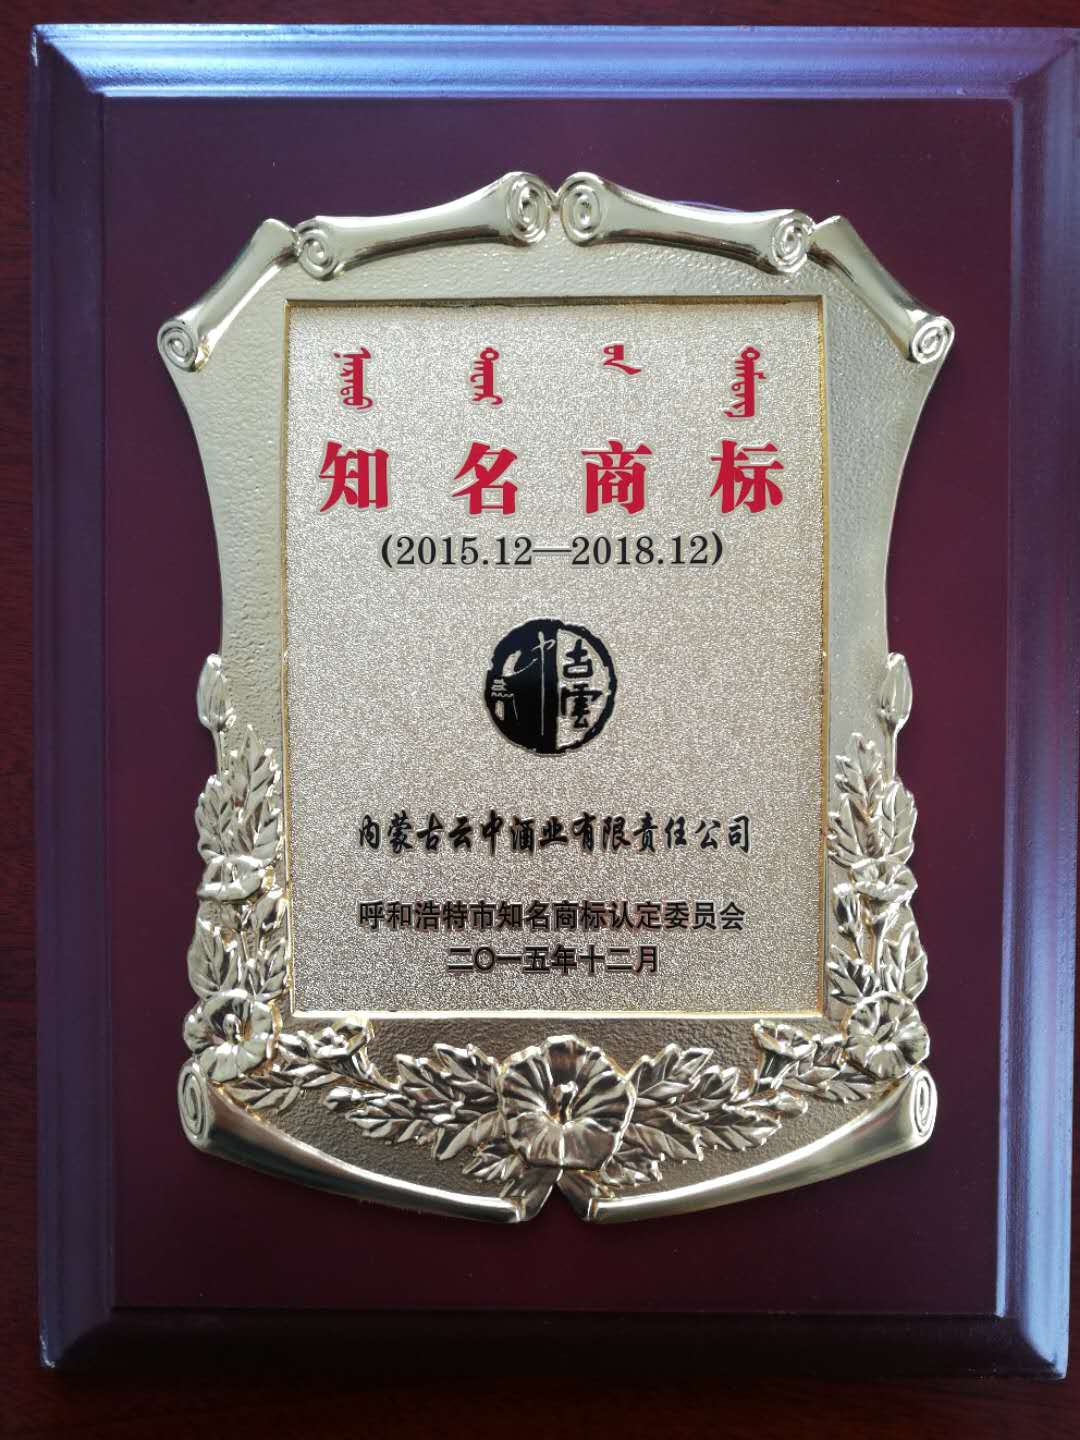 知名商标
(2015.12—2018.12)
古雲
中
内蒙古云中酒业有限责任公司
呼和浩特市知名商标认定委员会
二〇一五年十二月